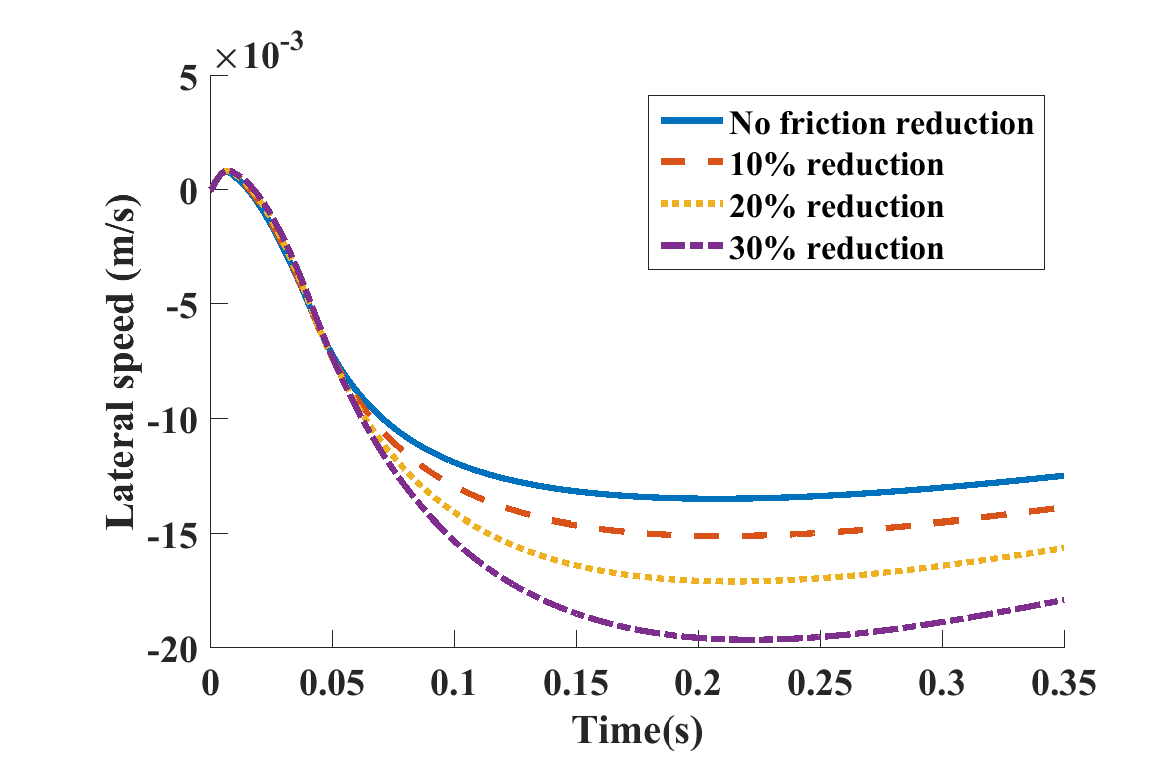 ×10-3
5
0
-5
-10
-15
-20
Lateral speed (m/s)
No friction reduction
10% reduction
20% reduction
30% reduction
0 0.05 0.1 0.15 0.2 0.25 0.3 0.35
Time(s)